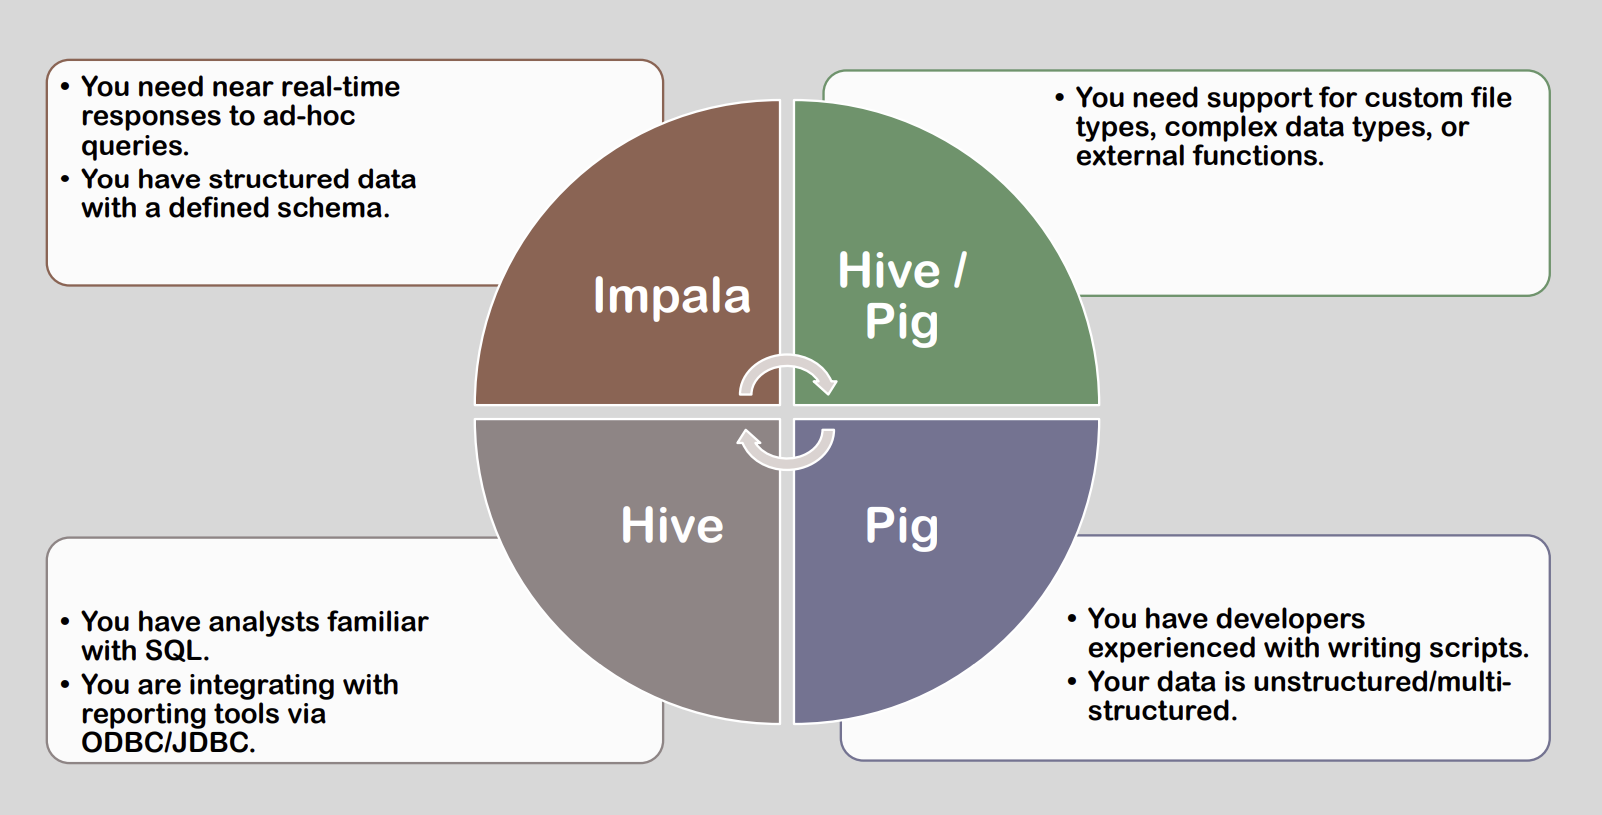 • You need near real-time
responses to ad-hoc
queries.
• You have structured data
with a defined schema.
• You need support for custom file
types, complex data types, or
external functions.
Impala
Hive /
Pig
Hive
Pig
• You have analysts familiar
with SQL.
• You are integrating with
reporting tools via
ODBC/JDBC.
• You have developers
experienced with writing scripts.
• Your data is unstructured/multi-
structured.